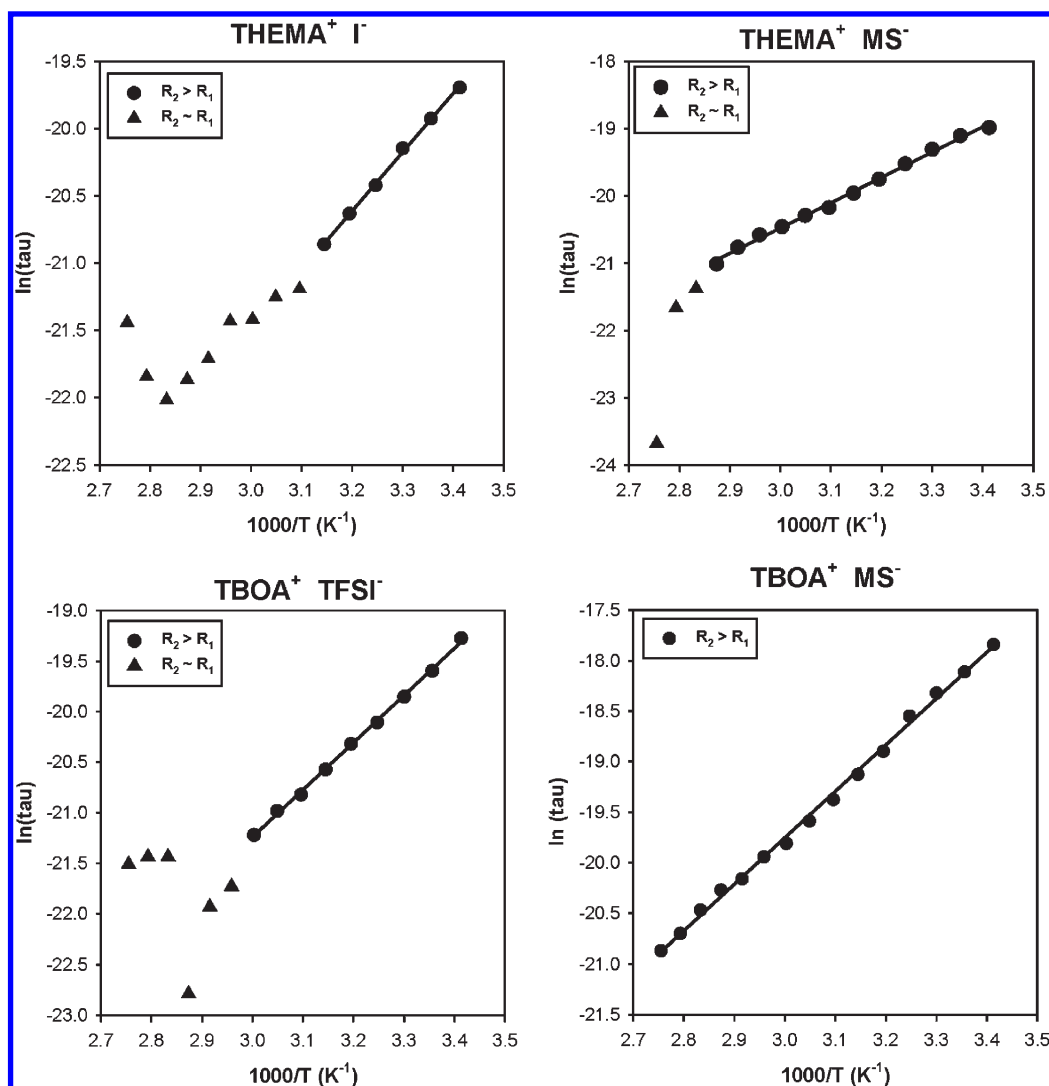 THEMA⁺ I⁻
R₂ > R₁
R₂ ~ R₁
ln(tau)
-19.5
-20.0
-20.5
-21.0
-21.5
-22.0
-22.5
2.7 2.8 2.9 3.0 3.1 3.2 3.3 3.4 3.5
1000/T (K⁻¹)
THEMA⁺ MS⁻
R₂ > R₁
R₂ ~ R₁
ln(tau)
-18
-19
-20
-21
-22
-23
-24
2.7 2.8 2.9 3.0 3.1 3.2 3.3 3.4 3.5
1000/T (K⁻¹)
TBOA⁺ TFSI⁻
R₂ > R₁
R₂ ~ R₁
ln(tau)
-19.0
-19.5
-20.0
-20.5
-21.0
-21.5
-22.0
-22.5
-23.0
2.7 2.8 2.9 3.0 3.1 3.2 3.3 3.4 3.5
1000/T (K⁻¹)
TBOA⁺ MS⁻
R₂ > R₁
ln (tau)
-17.5
-18.0
-18.5
-19.0
-19.5
-20.0
-20.5
-21.0
-21.5
2.7 2.8 2.9 3.0 3.1 3.2 3.3 3.4 3.5
1000/T (K⁻¹)